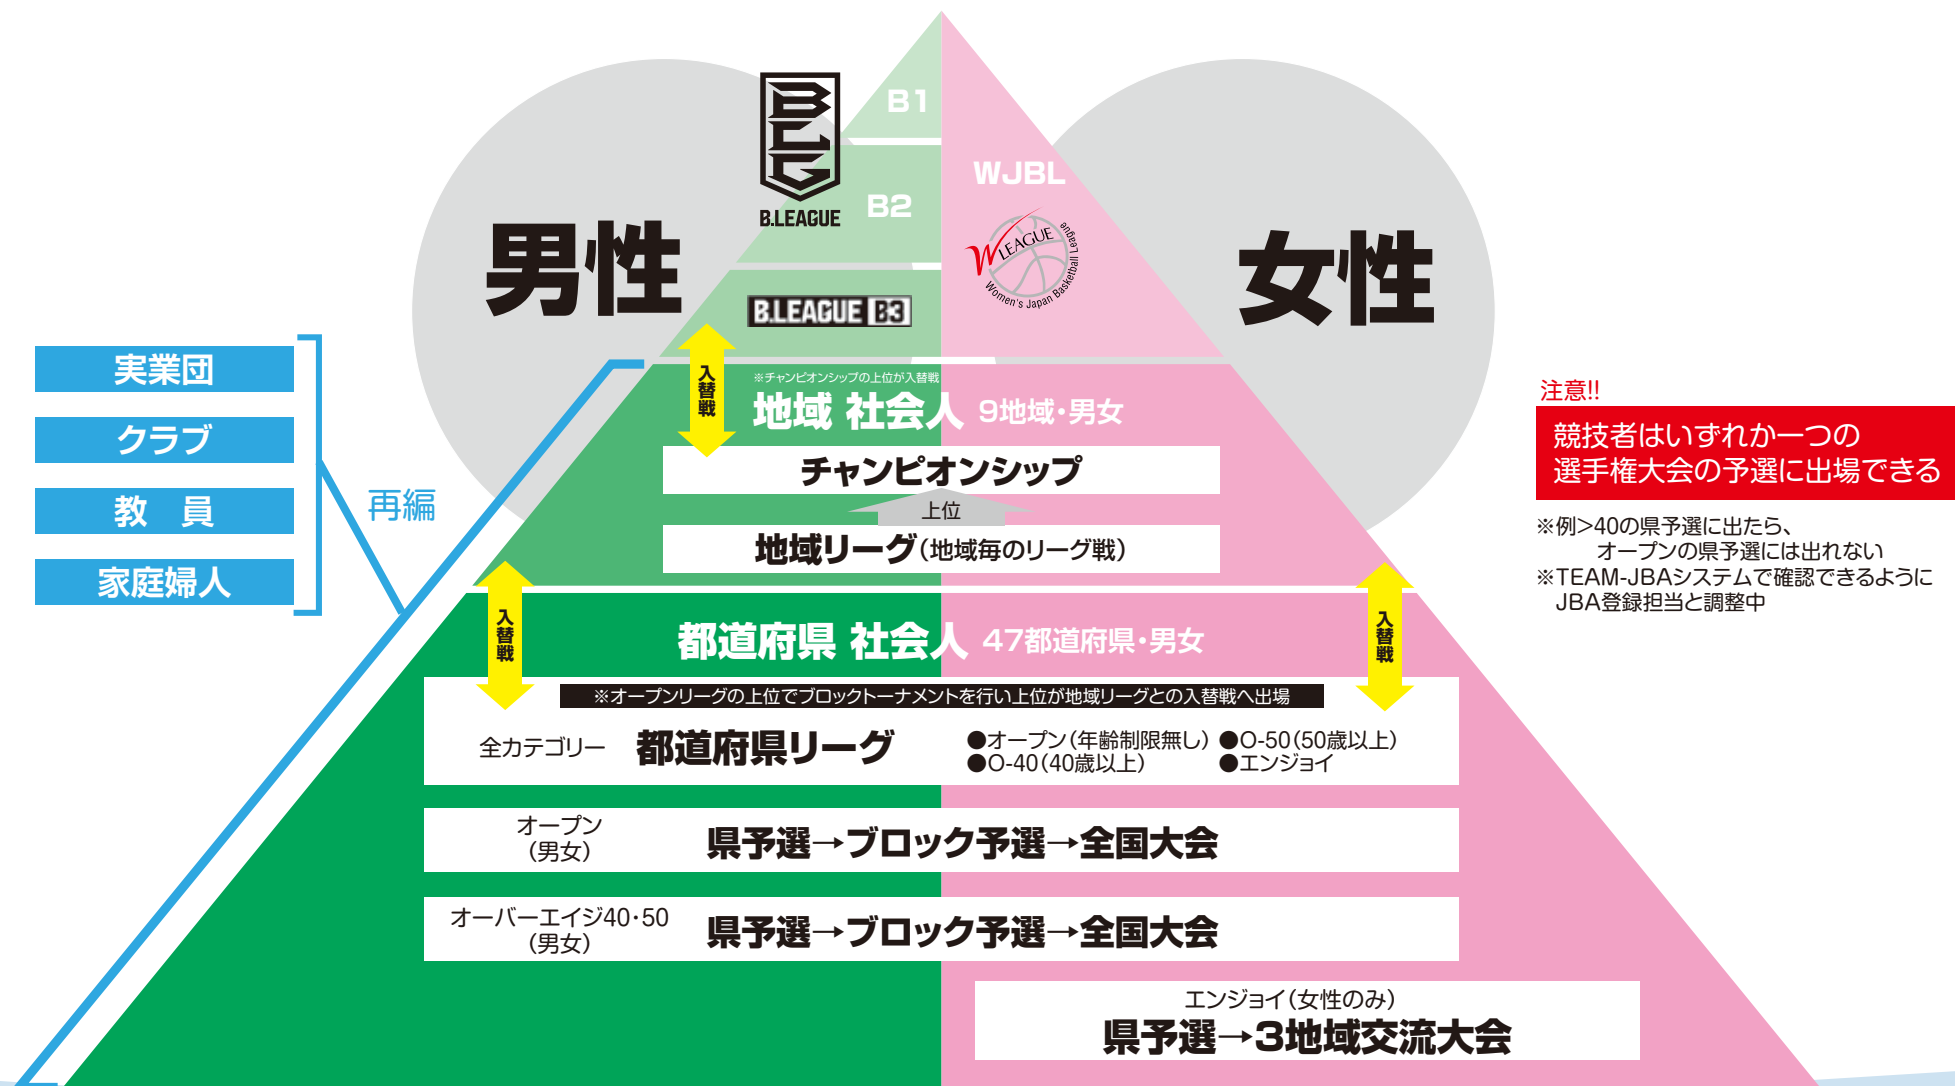 B1
B.LEAGUE
B2
WJBL
W LEAGUE
Women's Japan Basketball League
男性
女性
B.LEAGUE B3
実業団
クラブ
教　員
家庭婦人
再編
入替戦
※チャンピオンシップの上位が入替戦
地域 社会人 9地域・男女
チャンピオンシップ
上位
地域リーグ（地域毎のリーグ戦）
注意!!
競技者はいずれか一つの
選手権大会の予選に出場できる
※例>40の県予選に出たら、
オープンの県予選には出れない
※TEAM-JBAシステムで確認できるように
JBA登録担当と調整中
入替戦
都道府県 社会人 47都道府県・男女
入替戦
※オープンリーグの上位でブロックトーナメントを行い上位が地域リーグとの入替戦へ出場
全カテゴリー 都道府県リーグ
●オープン（年齢制限無し） ●O-50（50歳以上）
●O-40（40歳以上） ●エンジョイ
オープン
（男女）
県予選→ブロック予選→全国大会
オーバーエイジ40・50
（男女）
県予選→ブロック予選→全国大会
エンジョイ（女性のみ）
県予選→3地域交流大会